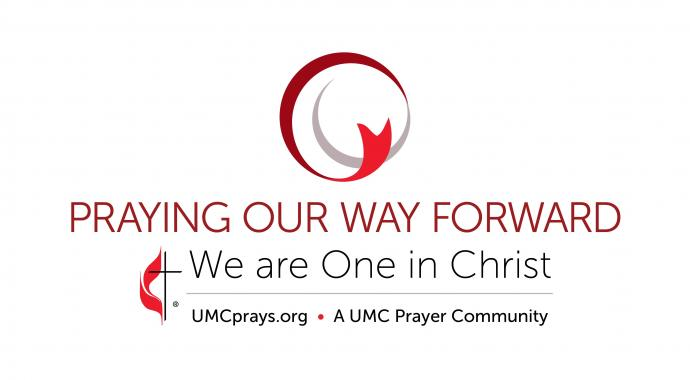 PRAYING OUR WAY FORWARD
We are One in Christ
®
UMCprays.org • A UMC Prayer Community